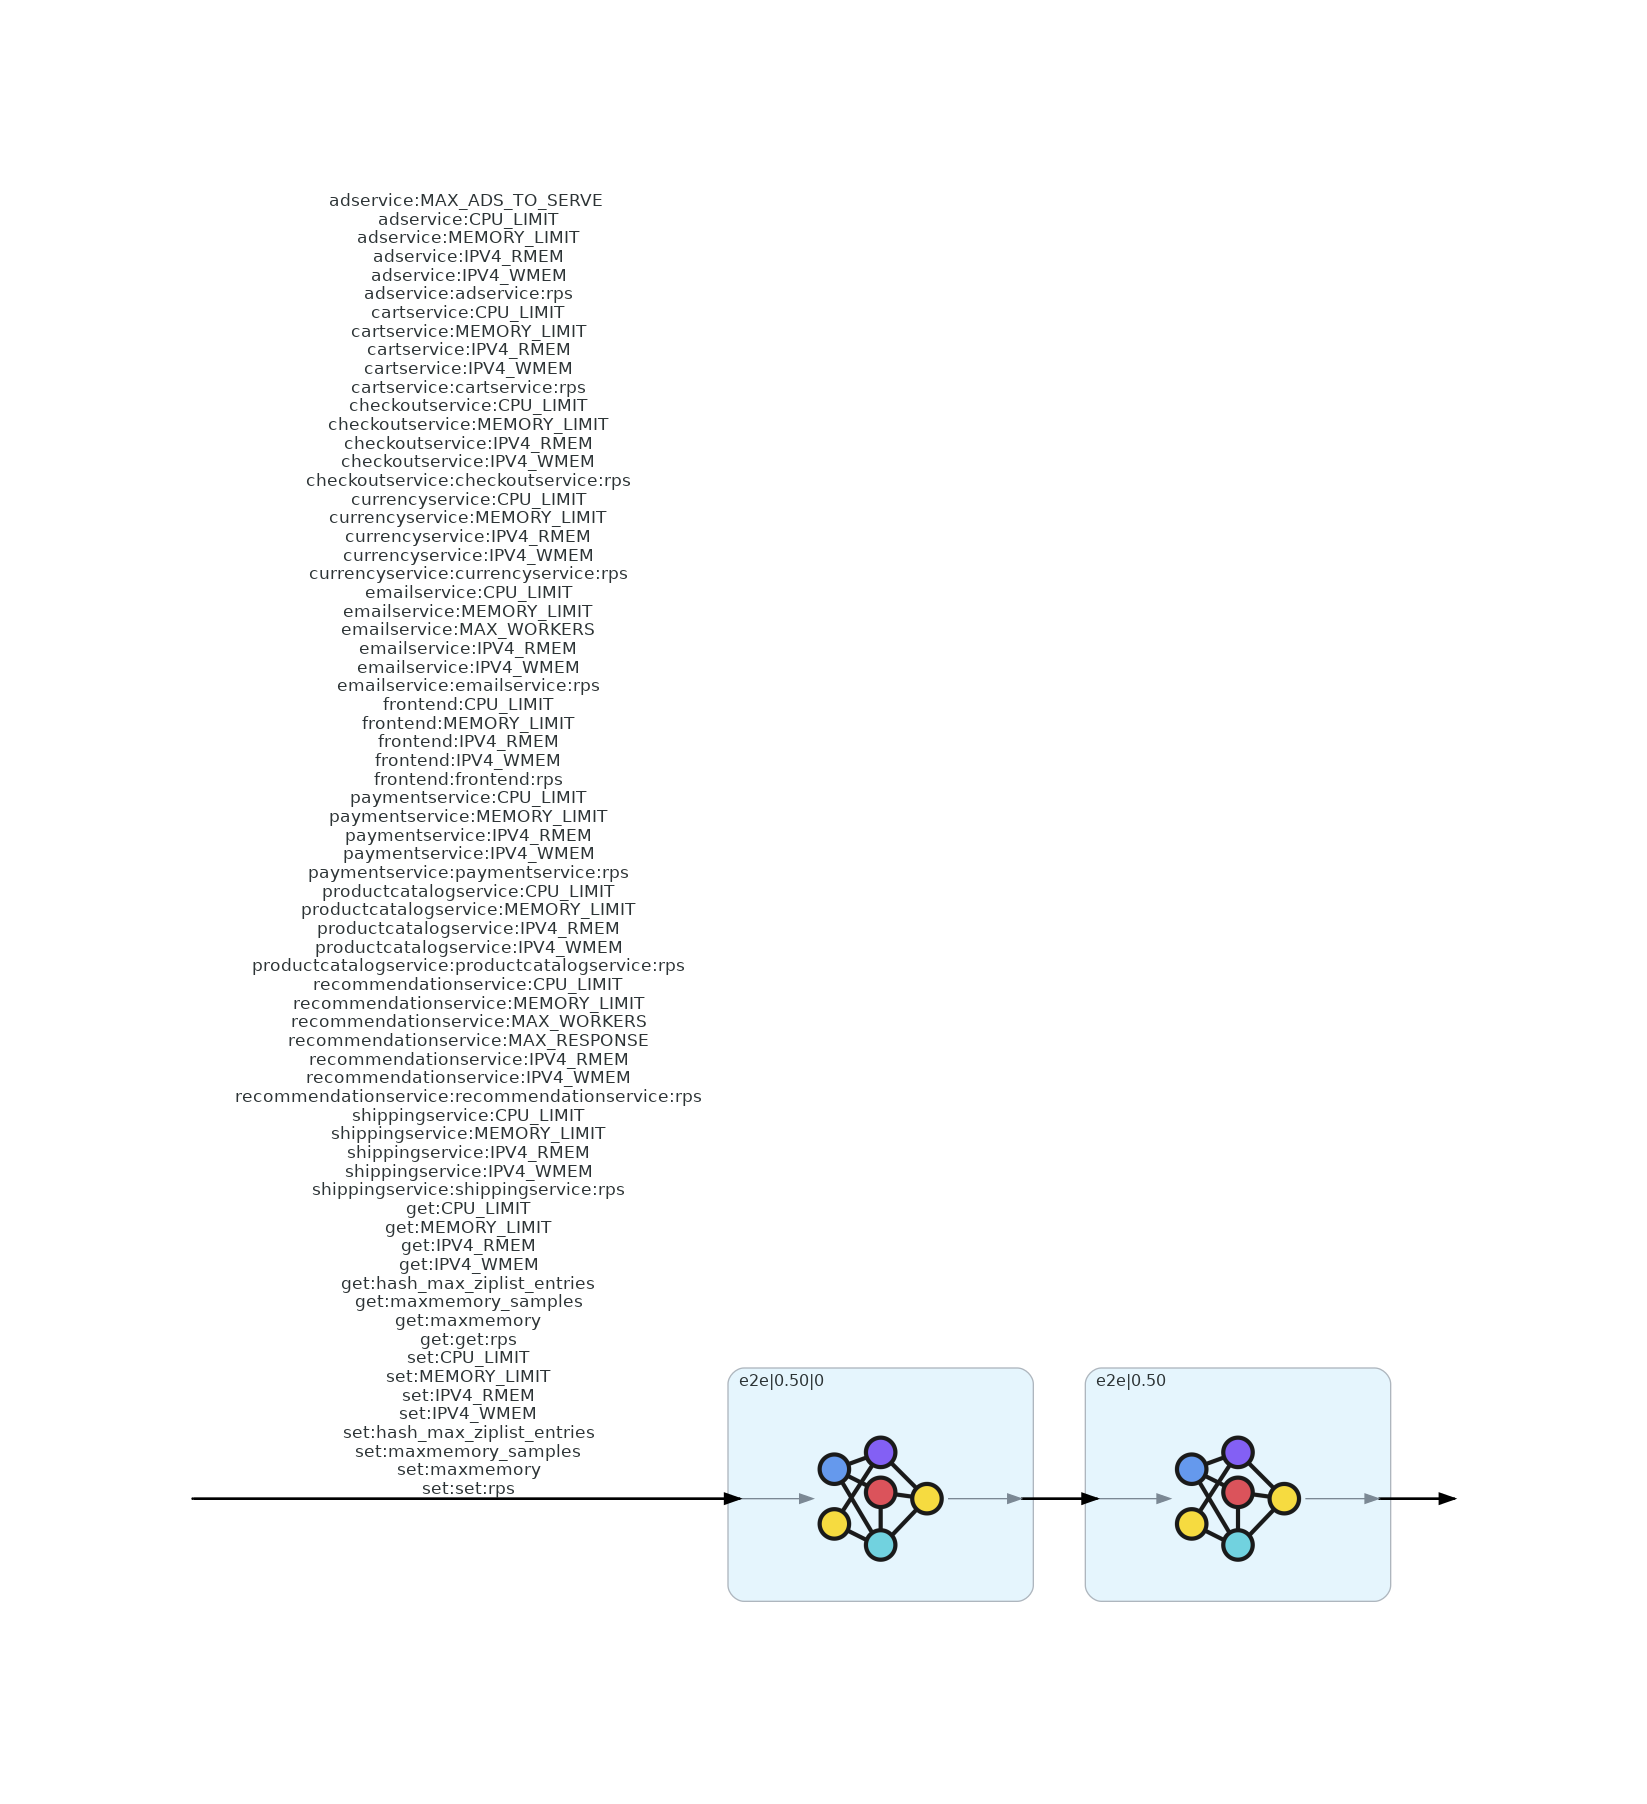 adservice:MAX_ADS_TO_SERVE
adservice:CPU_LIMIT
adservice:MEMORY_LIMIT
adservice:IPV4_RMEM
adservice:IPV4_WMEM
adservice:adservice:rps
cartservice:CPU_LIMIT
cartservice:MEMORY_LIMIT
cartservice:IPV4_RMEM
cartservice:IPV4_WMEM
cartservice:cartservice:rps
checkoutservice:CPU_LIMIT
checkoutservice:MEMORY_LIMIT
checkoutservice:IPV4_RMEM
checkoutservice:IPV4_WMEM
checkoutservice:checkoutservice:rps
currencyservice:CPU_LIMIT
currencyservice:MEMORY_LIMIT
currencyservice:IPV4_RMEM
currencyservice:IPV4_WMEM
currencyservice:currencyservice:rps
emailservice:CPU_LIMIT
emailservice:MEMORY_LIMIT
emailservice:MAX_WORKERS
emailservice:IPV4_RMEM
emailservice:IPV4_WMEM
emailservice:emailservice:rps
frontend:CPU_LIMIT
frontend:MEMORY_LIMIT
frontend:IPV4_RMEM
frontend:IPV4_WMEM
frontend:frontend:rps
paymentservice:CPU_LIMIT
paymentservice:MEMORY_LIMIT
paymentservice:IPV4_RMEM
paymentservice:IPV4_WMEM
paymentservice:paymentservice:rps
productcatalogservice:CPU_LIMIT
productcatalogservice:MEMORY_LIMIT
productcatalogservice:IPV4_RMEM
productcatalogservice:IPV4_WMEM
productcatalogservice:productcatalogservice:rps
recommendationservice:CPU_LIMIT
recommendationservice:MEMORY_LIMIT
recommendationservice:MAX_WORKERS
recommendationservice:MAX_RESPONSE
recommendationservice:IPV4_RMEM
recommendationservice:IPV4_WMEM
recommendationservice:recommendationservice:rps
shippingservice:CPU_LIMIT
shippingservice:MEMORY_LIMIT
shippingservice:IPV4_RMEM
shippingservice:IPV4_WMEM
shippingservice:shippingservice:rps
get:CPU_LIMIT
get:MEMORY_LIMIT
get:IPV4_RMEM
get:IPV4_WMEM
get:hash_max_ziplist_entries
get:maxmemory_samples
get:maxmemory
get:get:rps
set:CPU_LIMIT
set:MEMORY_LIMIT
set:IPV4_RMEM
set:IPV4_WMEM
set:hash_max_ziplist_entries
set:maxmemory_samples
set:maxmemory
set:set:rps
e2e|0.50|0
e2e|0.50